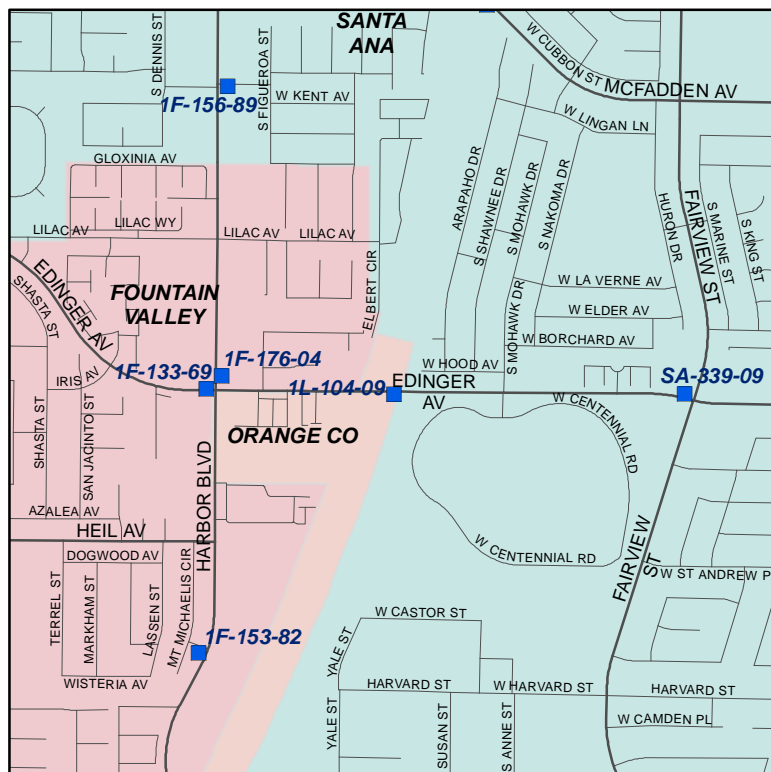 SANTA
ANA
S DENNIS ST
S FIGUEROA ST
W CUBBON ST
MCFADDEN AV
1F-156-89
W KENT AV
W LINGAN LN
GLOXINIA AV
ARAPAHO DR
S SHAWNEE DR
S MOHAWK DR
S NAKOMA DR
HURON DR
FAIRVIEW ST
S MARINE ST
S KING ST
LILAC WY
LILAC AV
LILAC AV
LILAC AV
EDINGER AV
SHASTA ST
FOUNTAIN
VALLEY
ELBERT CIR
W LA VERNE AV
W ELDER AV
S MOHAWK DR
W BORCHARD AV
1F-133-69
1F-176-04
W HOOD AV
IRIS AV
1L-104-09
EDINGER
AV
SA-339-09
SHASTA ST
SAN JACINTO ST
HARBOR BLVD
ORANGE CO
W CENTENNIAL RD
AZALEA AV
HEIL AV
W CENTENNIAL RD
FAIRVIEW
ST
DOGWOOD AV
TERREL ST
MARKHAM ST
LASSEN ST
MT MICHAELIS CIR
W ST ANDREW P
1F-153-82
W CASTOR ST
YALE ST
WISTERIA AV
HARVARD ST
W HARVARD ST
HARVARD ST
YALE ST
SUSAN ST
S ANNE ST
W CAMDEN PL